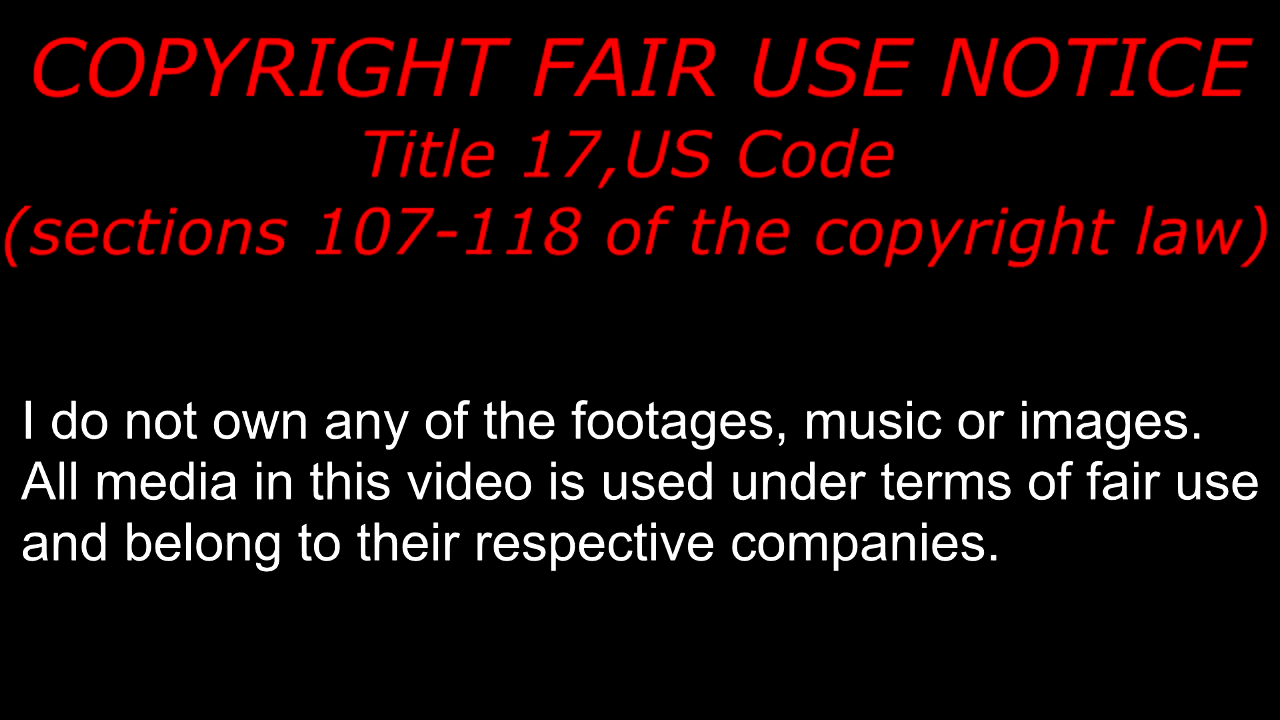 COPYRIGHT FAIR USE NOTICE
Title 17,US Code
(sections 107-118 of the copyright law)
I do not own any of the footages, music or images.
All media in this video is used under terms of fair use
and belong to their respective companies.